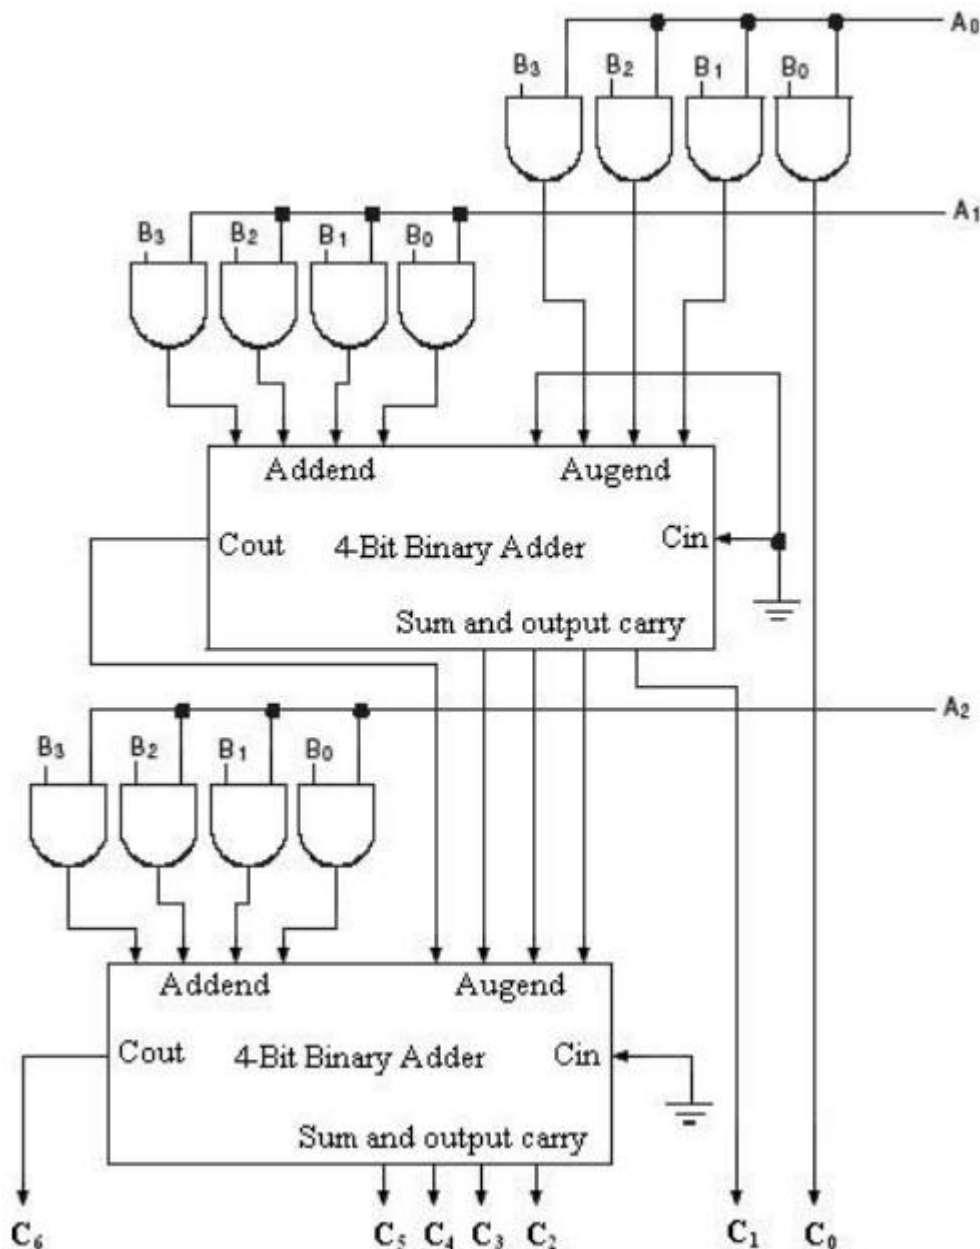 A₀
B₃ B₂ B₁ B₀
A₁
B₃ B₂ B₁ B₀
Addend Augend
Cout 4-Bit Binary Adder Cin
Sum and output carry
A₂
B₃ B₂ B₁ B₀
Addend Augend
Cout 4-Bit Binary Adder Cin
Sum and output carry
C₆ C₅ C₄ C₃ C₂ C₁ C₀